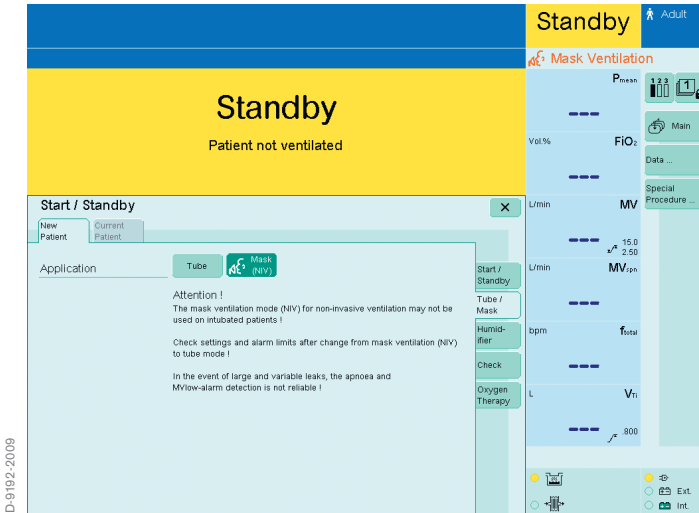 Standby
Adult
Mask Ventilation
Standby
Patient not ventilated
Pmean
---
1 2 3
1
Main
Vol.% FiO2
---
Data ...
Special
Procedure ...
Start / Standby
X
New
Patient
Current
Patient
Application
Tube
Mask
(NIV)
Attention !
The mask ventilation mode (NIV) for non-invasive ventilation may not be
used on intubated patients !
Check settings and alarm limits after change from mask ventilation (NIV)
to tube mode !
In the event of large and variable leaks, the apnoea and
MVlow-alarm detection is not reliable !
Start /
Standby
Tube /
Mask
Humid-
ifier
Check
Oxygen
Therapy
L/min MV
---
15.0
2.50
L/min MVspn
---
bpm ftotal
---
L VTi
---
.800
Ext.
Int.
D-9192-2009